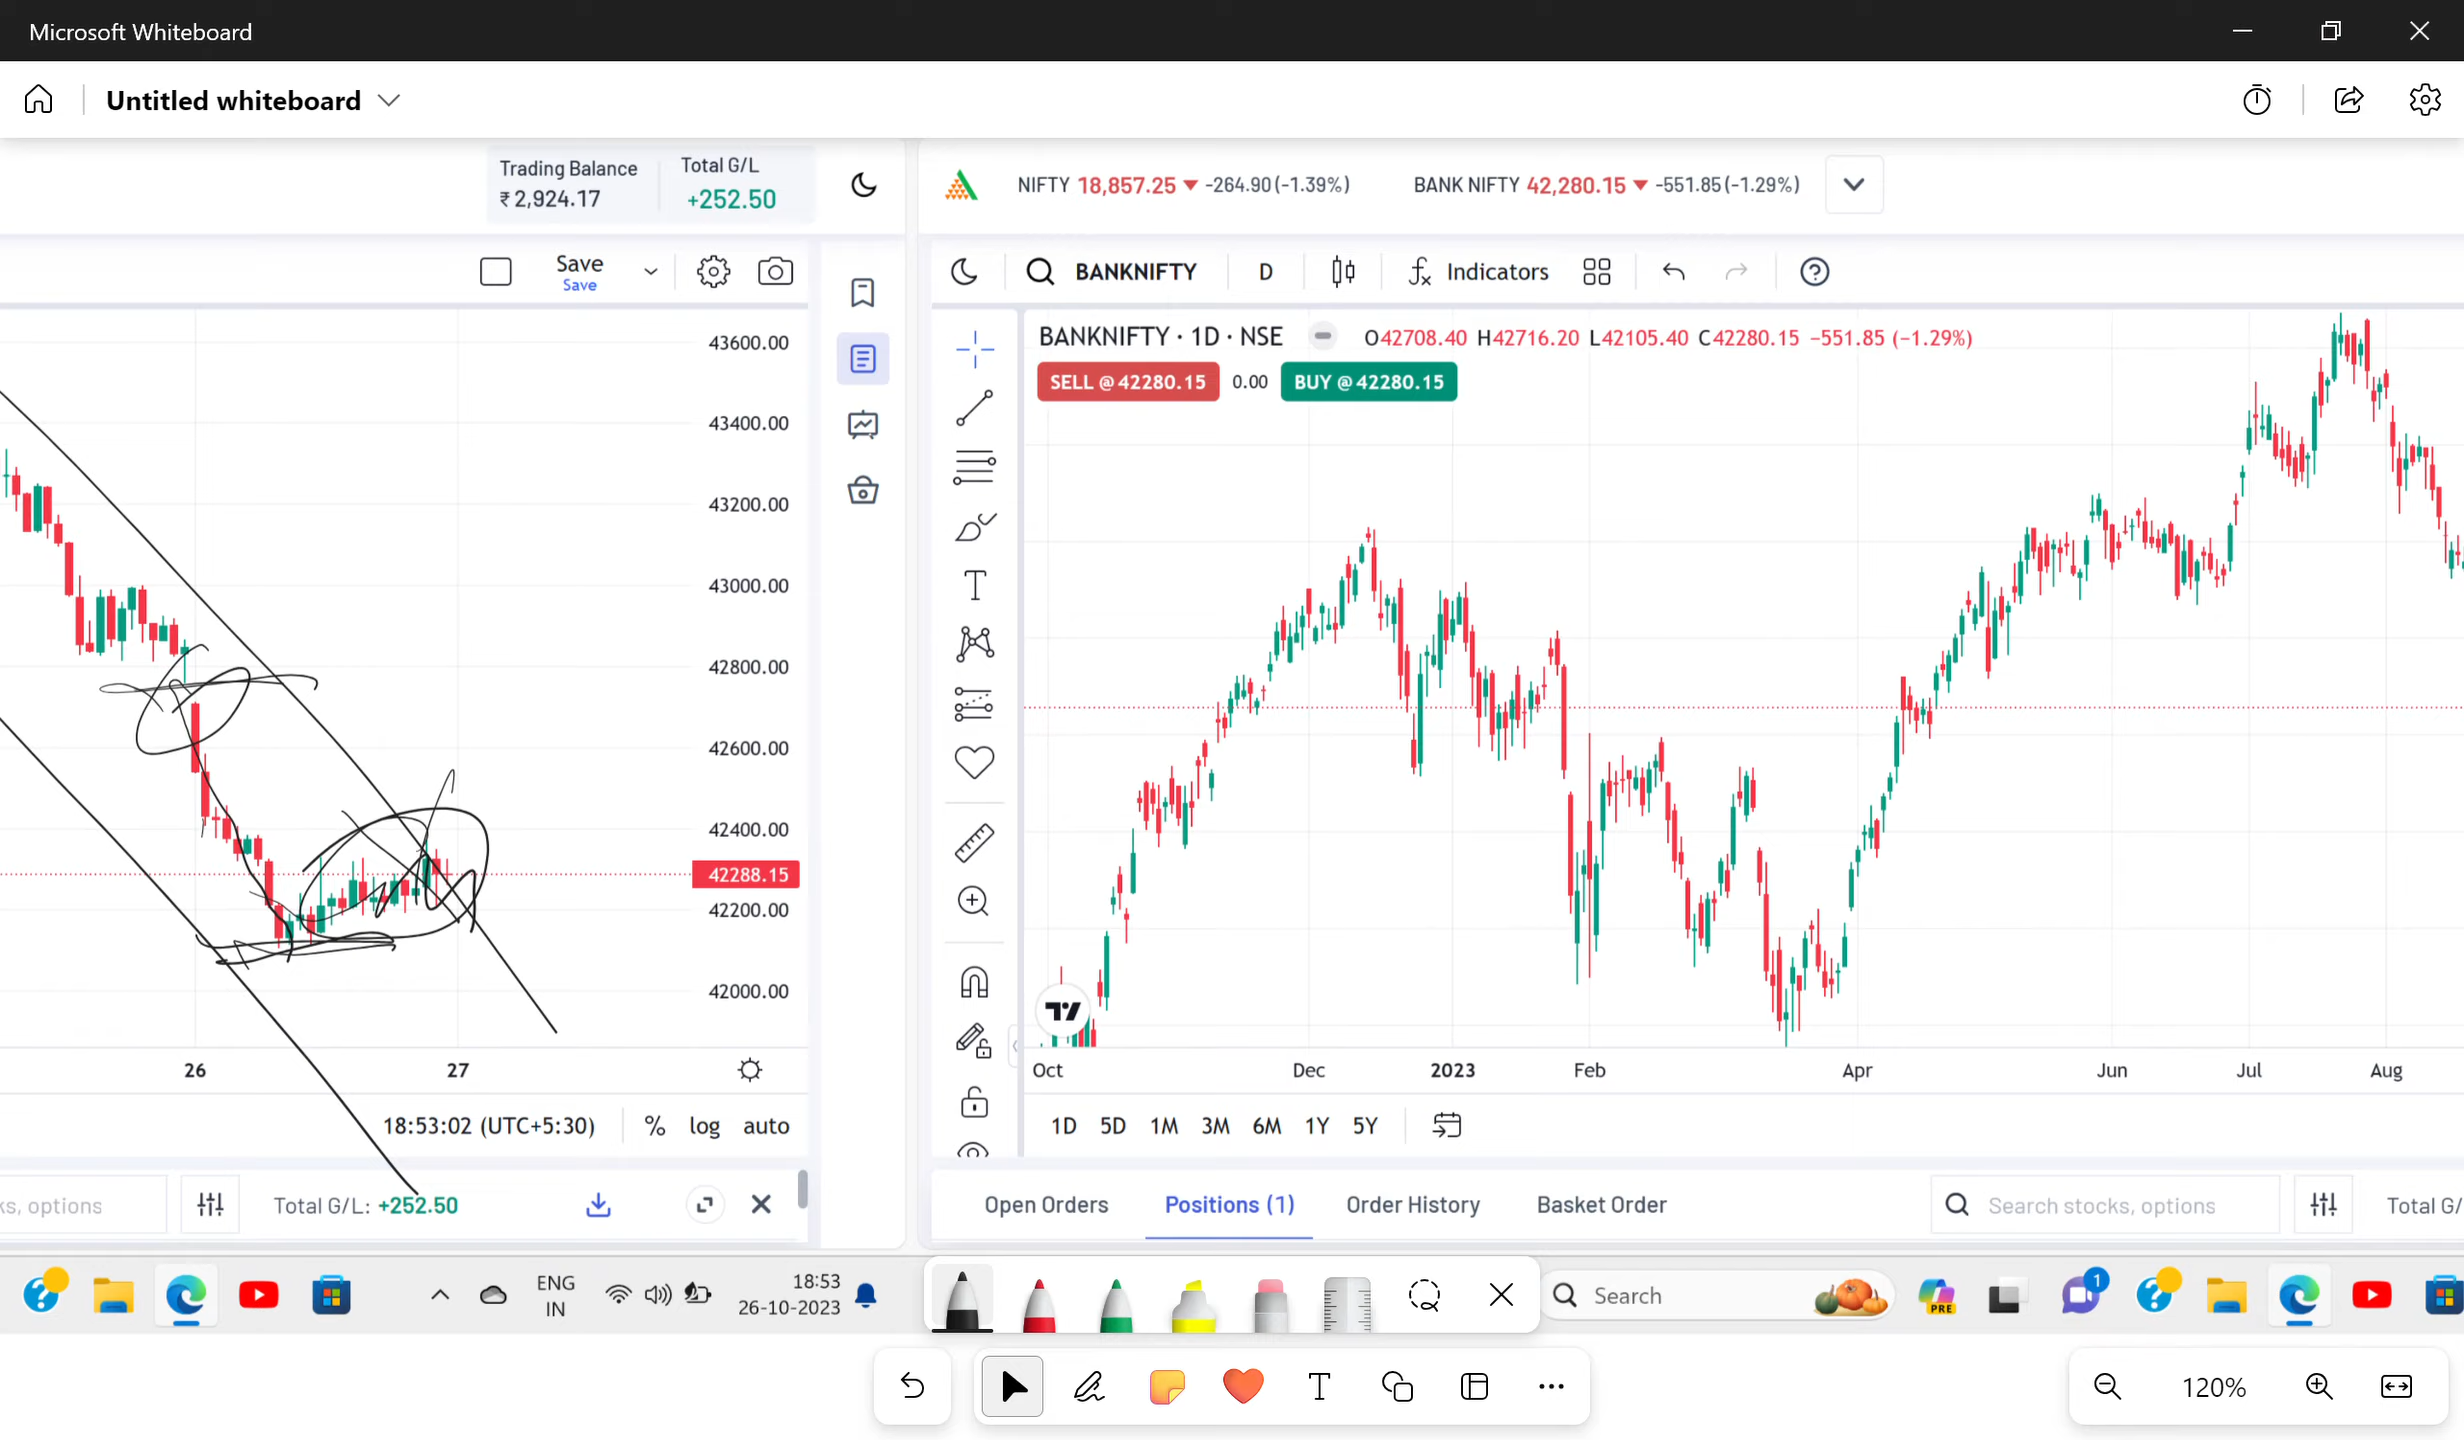 Microsoft Whiteboard
Untitled whiteboard
Trading Balance
₹ 2,924.17
Total G/L
+252.50
NIFTY 18,857.25 ▼ -264.90(-1.39%)
BANK NIFTY 42,280.15 ▼ -551.85(-1.29%)
Save
Save
BANKNIFTY
D
Indicators
BANKNIFTY · 1D · NSE
O42708.40 H42716.20 L42105.40 C42280.15 −551.85 (−1.29%)
SELL @ 42280.15
0.00
BUY @ 42280.15
43600.00
43400.00
43200.00
43000.00
42800.00
42600.00
42400.00
42288.15
42200.00
42000.00
26
27
Oct
Dec
2023
Feb
Apr
Jun
Jul
Aug
18:53:02 (UTC+5:30)
%
log
auto
1D
5D
1M
3M
6M
1Y
5Y
ks, options
Total G/L: +252.50
Open Orders
Positions (1)
Order History
Basket Order
Search stocks, options
Total G/
ENG
IN
18:53
26-10-2023
Search
PRE
1
120%